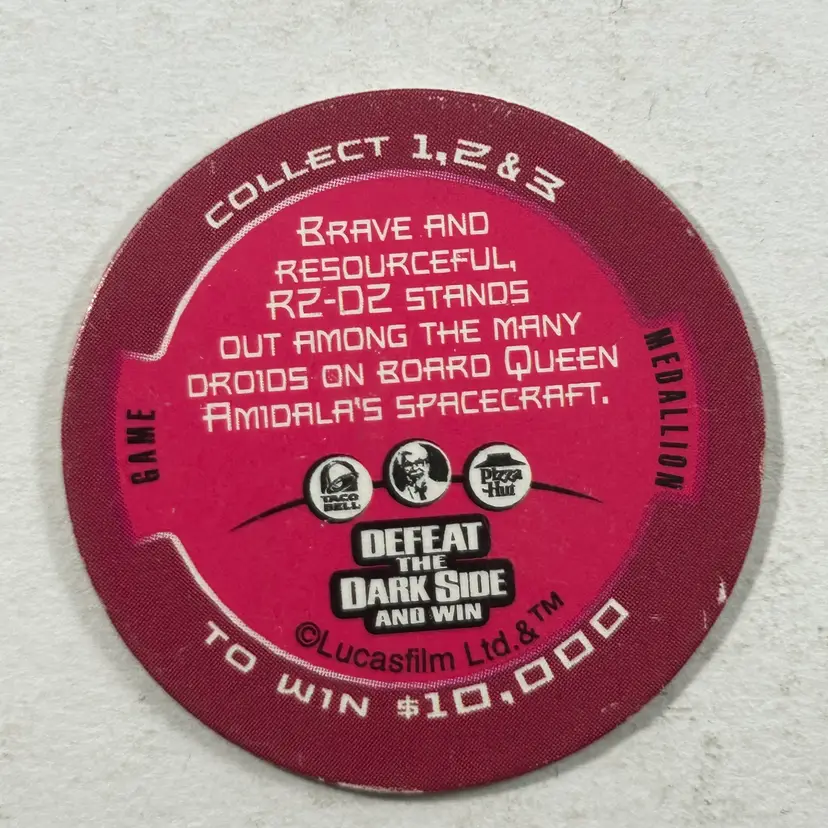 COLLECT 1,2 & 3
BRAVE AND
RESOURCEFUL,
R2-D2 STANDS
OUT AMONG THE MANY
DROIDS ON BOARD QUEEN
AMIDALA'S SPACECRAFT.
GAME
MEDALLION
TACO
BELL
Pizza
Hut
DEFEAT
THE
DARK SIDE
AND WIN
©Lucasfilm Ltd.&™
TO WIN $10,000